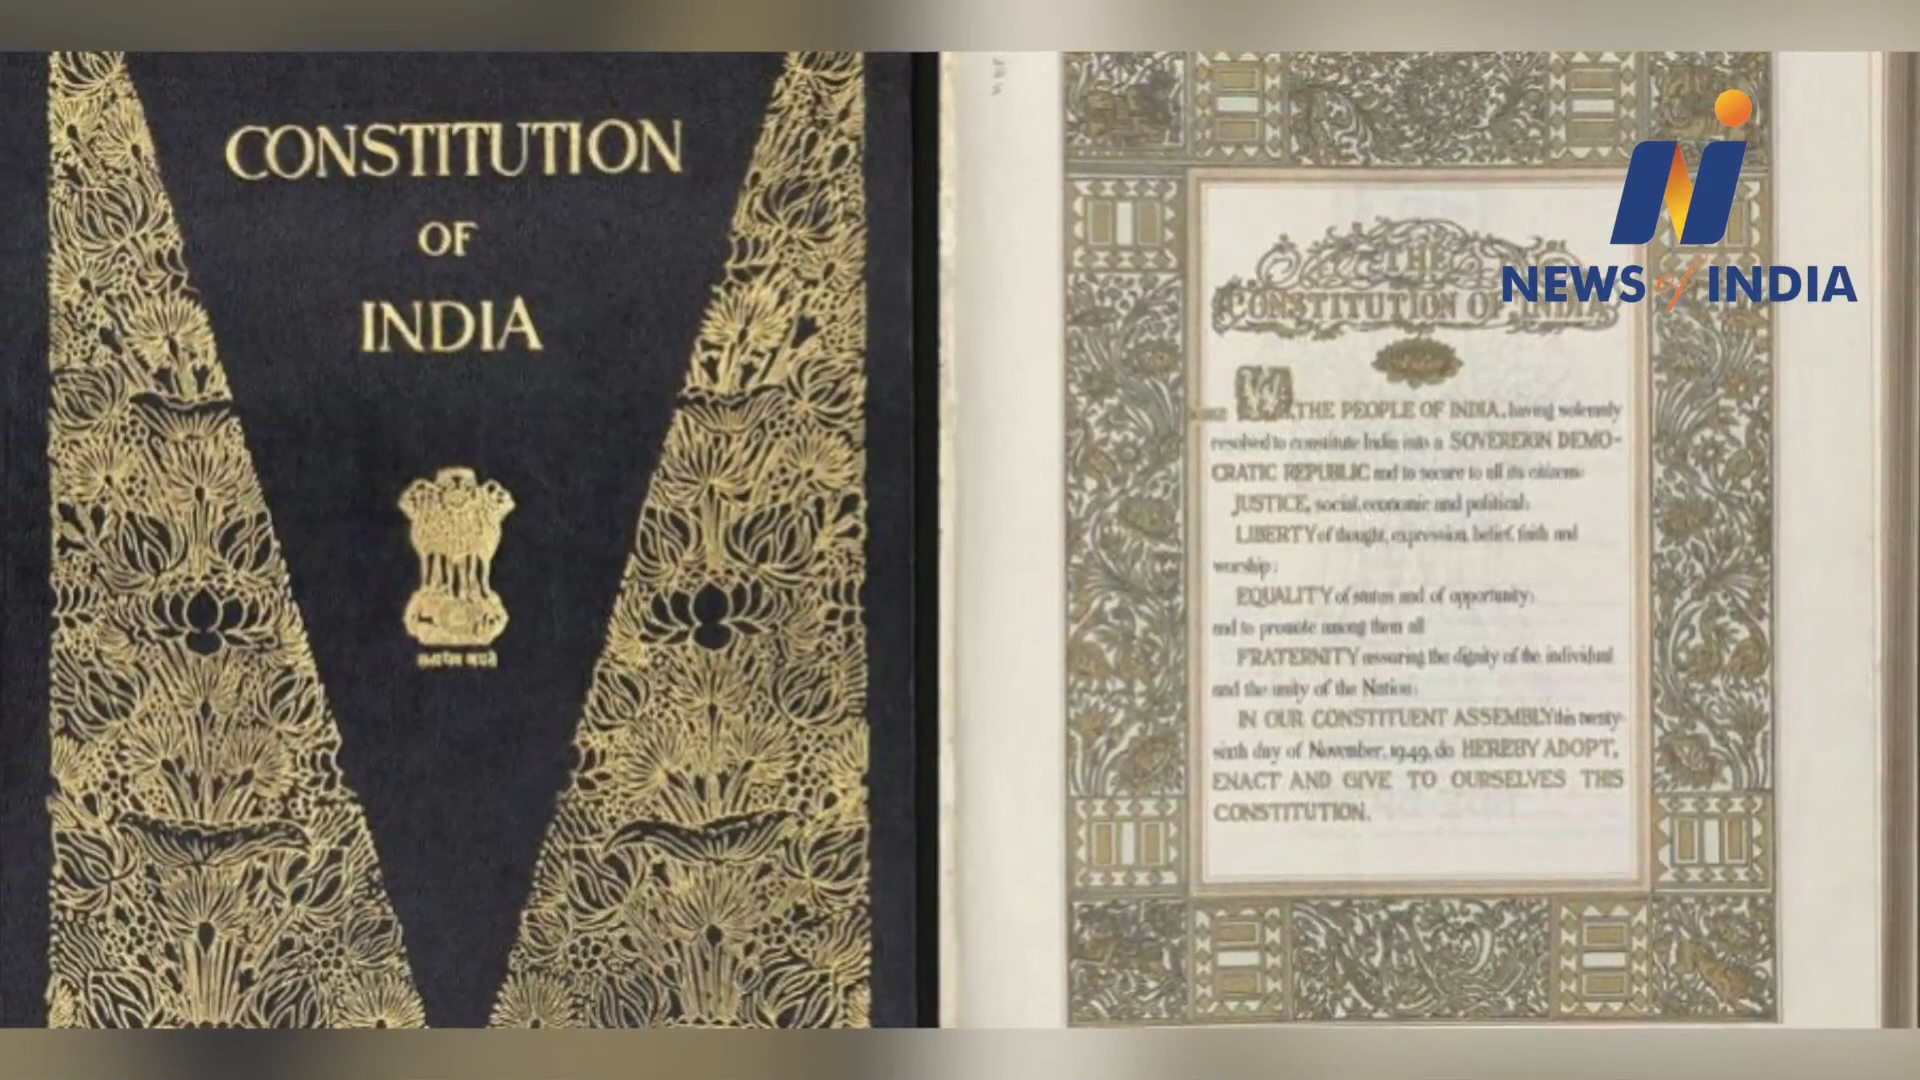 CONSTITUTION
OF
INDIA
सत्यमेव जयते
NEWS of INDIA
THE
CONSTITUTION OF INDIA
WE, THE PEOPLE OF INDIA, having solemnly
resolved to constitute India into a SOVEREIGN DEMO-
CRATIC REPUBLIC and to secure to all its citizens:
JUSTICE, social, economic and political;
LIBERTY of thought, expression, belief, faith and
worship;
EQUALITY of status and of opportunity;
and to promote among them all
FRATERNITY assuring the dignity of the individual
and the unity of the Nation;
IN OUR CONSTITUENT ASSEMBLY this twenty-
sixth day of November, 1949, do HEREBY ADOPT,
ENACT AND GIVE TO OURSELVES THIS
CONSTITUTION.